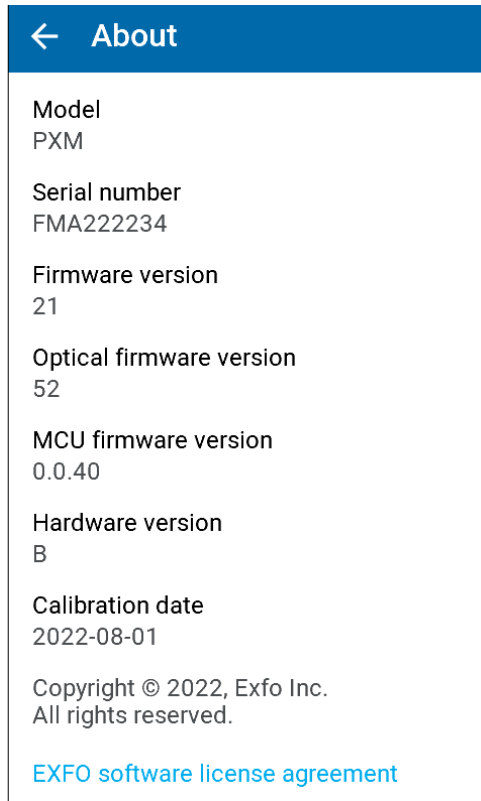 About
Model
PXM
Serial number
FMA222234
Firmware version
21
Optical firmware version
52
MCU firmware version
0.0.40
Hardware version
B
Calibration date
2022-08-01
Copyright © 2022, Exfo Inc.
All rights reserved.
EXFO software license agreement